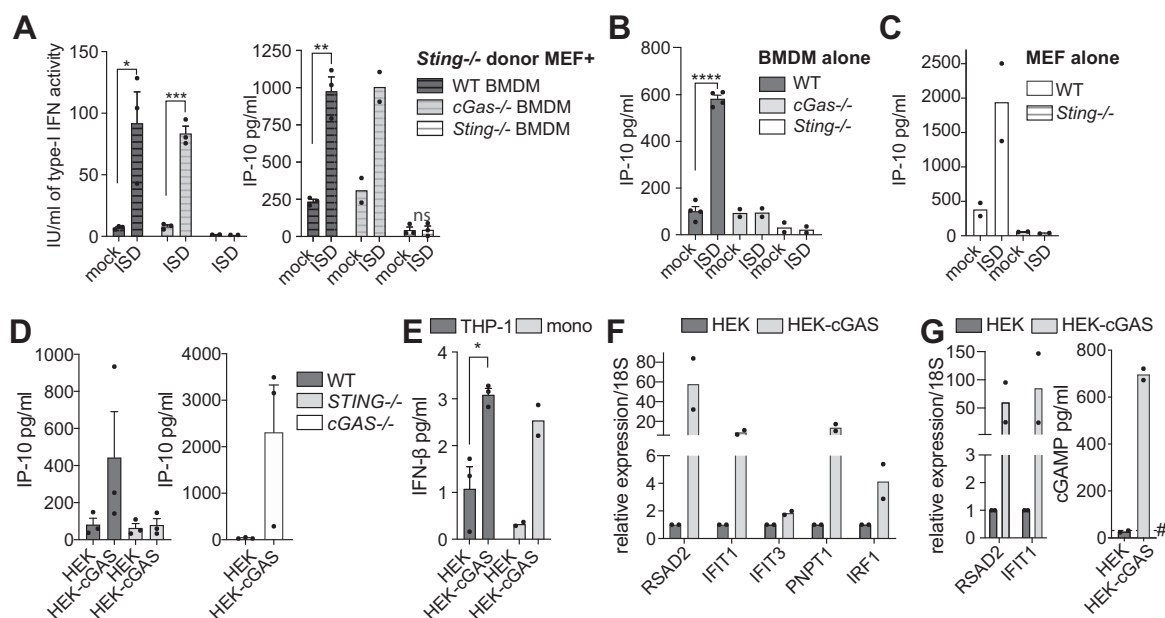 A
IU/ml of type-I IFN activity
150
100
50
0
*
***
mock
ISD
ISD
ISD
IP-10 pg/ml
1250
1000
750
500
250
0
**
ns
mock
ISD
mock
ISD
mock
ISD
Sting-/- donor MEF+
WT BMDM
cGas-/- BMDM
Sting-/- BMDM
B
IP-10 pg/ml
800
600
400
200
0
****
mock
ISD
mock
ISD
mock
ISD
BMDM alone
WT
cGas-/-
Sting-/-
C
IP-10 pg/ml
3000
2500
2000
1500
1000
500
0
mock
ISD
mock
ISD
MEF alone
WT
Sting-/-
D
IP-10 pg/ml
1000
800
600
400
200
0
HEK
HEK-cGAS
HEK
HEK-cGAS
IP-10 pg/ml
4000
3000
2000
1000
0
HEK
HEK-cGAS
WT
STING-/-
cGAS-/-
E
THP-1
mono
IFN-β pg/ml
4
3
2
1
0
*
HEK
HEK-cGAS
HEK
HEK-cGAS
F
HEK
HEK-cGAS
relative expression/18S
100
80
60
40
20
6
4
2
0
RSAD2
IFIT1
IFIT3
PNPT1
IRF1
G
HEK
HEK-cGAS
relative expression/18S
150
100
50
6
4
2
0
RSAD2
IFIT1
cGAMP pg/ml
800
600
400
200
0
#
HEK
HEK-cGAS